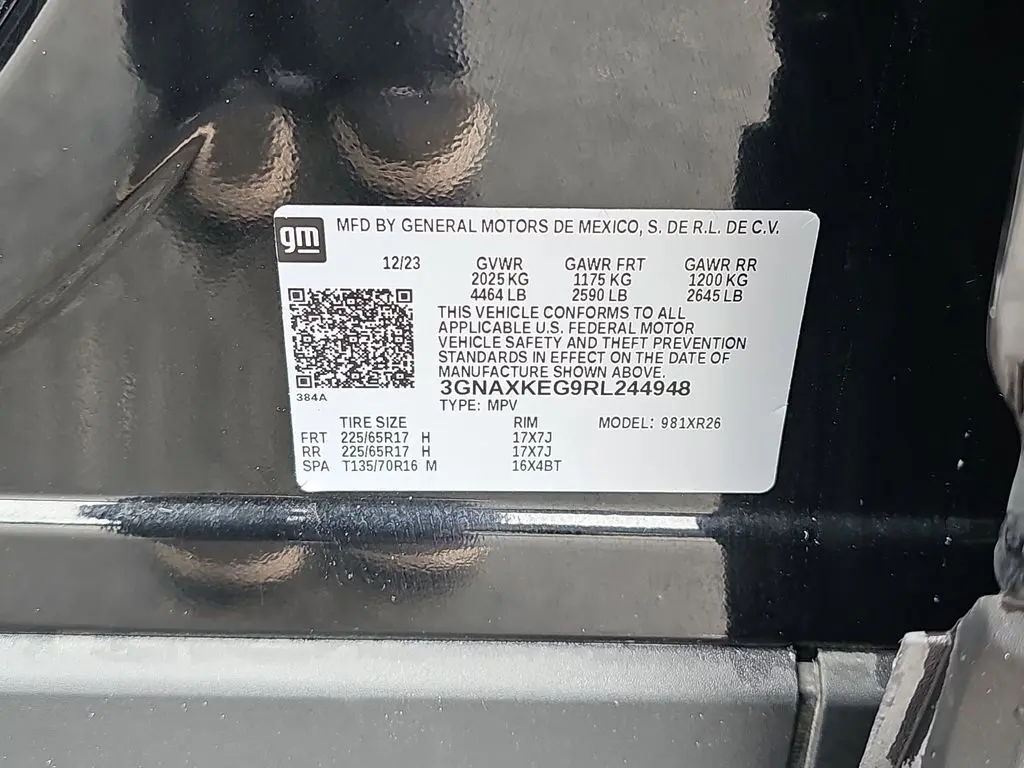 gm MFD BY GENERAL MOTORS DE MEXICO, S. DE R.L. DE C.V.
12/23 GVWR GAWR FRT GAWR RR
2025 KG 1175 KG 1200 KG
4464 LB 2590 LB 2645 LB
THIS VEHICLE CONFORMS TO ALL
APPLICABLE U.S. FEDERAL MOTOR
VEHICLE SAFETY AND THEFT PREVENTION
STANDARDS IN EFFECT ON THE DATE OF
MANUFACTURE SHOWN ABOVE.
3GNAXKEG9RL244948
384A
TYPE: MPV
TIRE SIZE RIM MODEL: 981XR26
FRT 225/65R17 H 17X7J
RR 225/65R17 H 17X7J
SPA T135/70R16 M 16X4BT